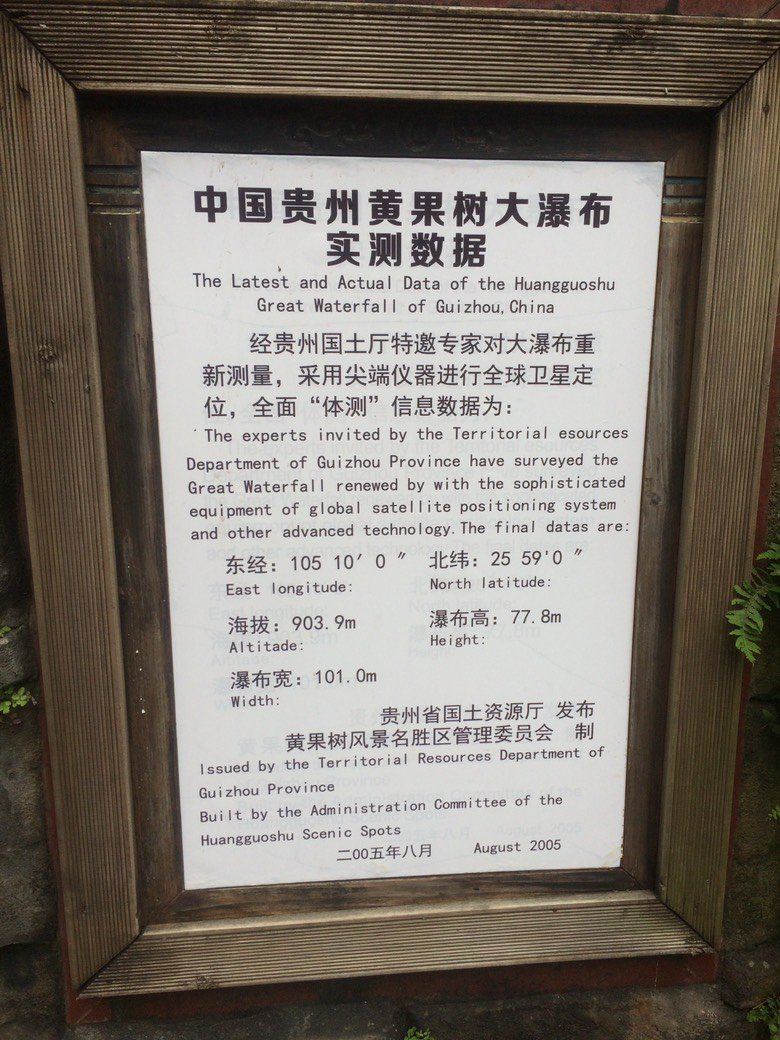 中国贵州黄果树大瀑布
实测数据
The Latest and Actual Data of the Huangguoshu
Great Waterfall of Guizhou,China
经贵州国土厅特邀专家对大瀑布重
新测量，采用尖端仪器进行全球卫星定
位，全面“体测”信息数据为：
The experts invited by the Territorial esources
Department of Guizhou Province have surveyed the
Great Waterfall renewed by with the sophisticated
equipment of global satellite positioning system
and other advanced technology.The final datas are:
东经：105 10′ 0 ″ 北纬：25 59'0 ″
East longitude: North latitude:
海拔：903.9m 瀑布高：77.8m
Altitade: Height:
瀑布宽：101.0m
Width:
贵州省国土资源厅 发布
黄果树风景名胜区管理委员会 制
Issued by the Territorial Resources Department of
Guizhou Province
Built by the Administration Committee of the
Huangguoshu Scenic Spots
二00五年八月 August 2005